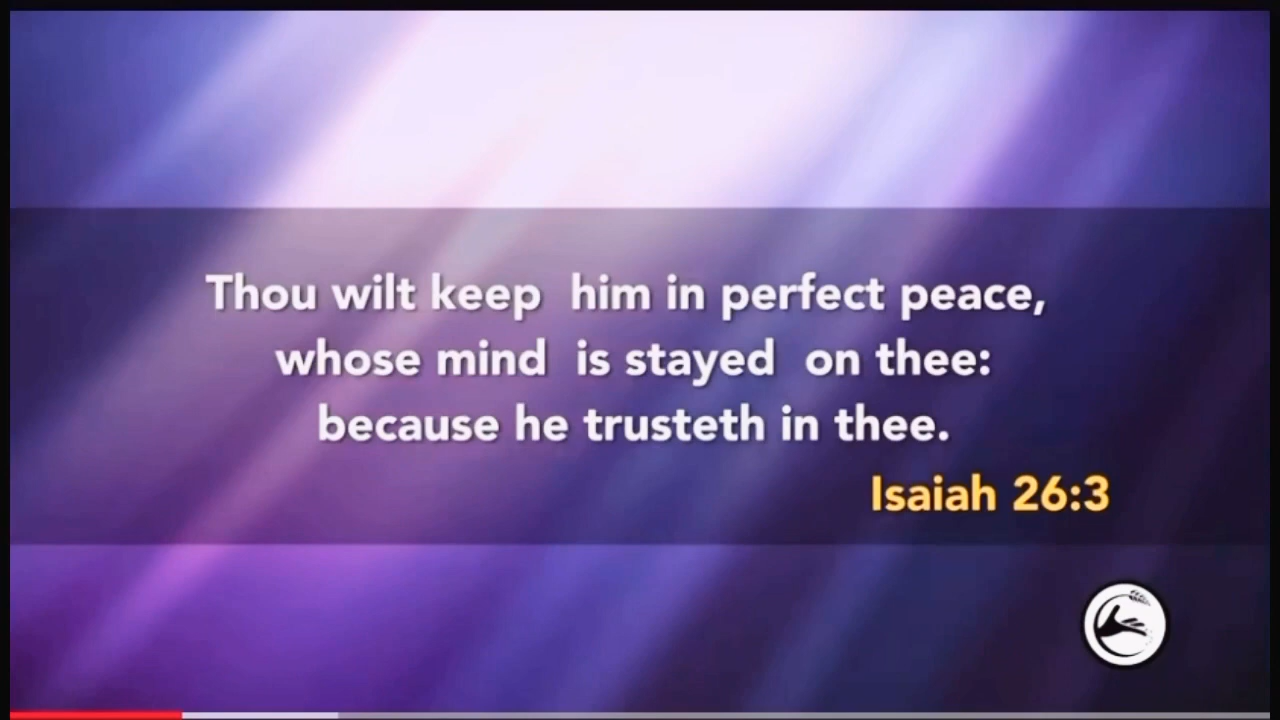 Thou wilt keep him in perfect peace,
whose mind is stayed on thee:
because he trusteth in thee.
Isaiah 26:3